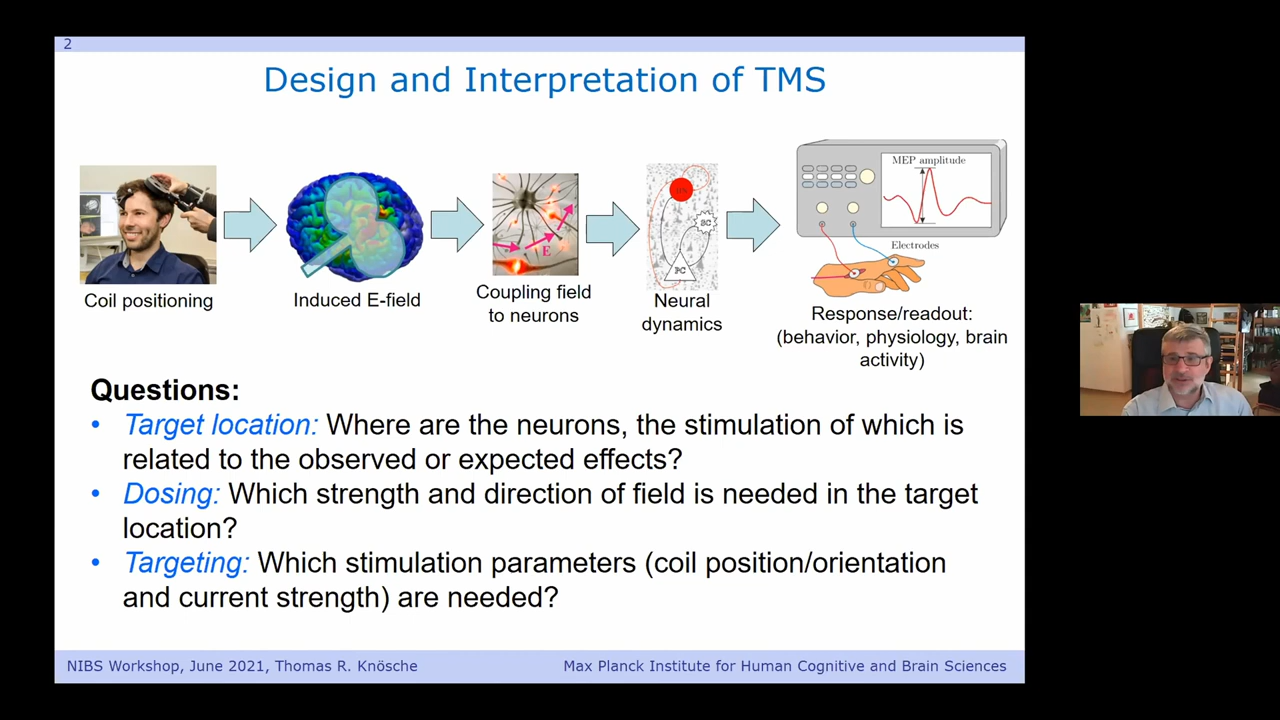 2
Design and Interpretation of TMS
MEP amplitude
Electrodes
E
SC
PC
Coil positioning
Induced E-field
Coupling field
to neurons
Neural
dynamics
Response/readout:
(behavior, physiology, brain
activity)
Questions:
• Target location: Where are the neurons, the stimulation of which is
related to the observed or expected effects?
• Dosing: Which strength and direction of field is needed in the target
location?
• Targeting: Which stimulation parameters (coil position/orientation
and current strength) are needed?
NIBS Workshop, June 2021, Thomas R. Knösche
Max Planck Institute for Human Cognitive and Brain Sciences